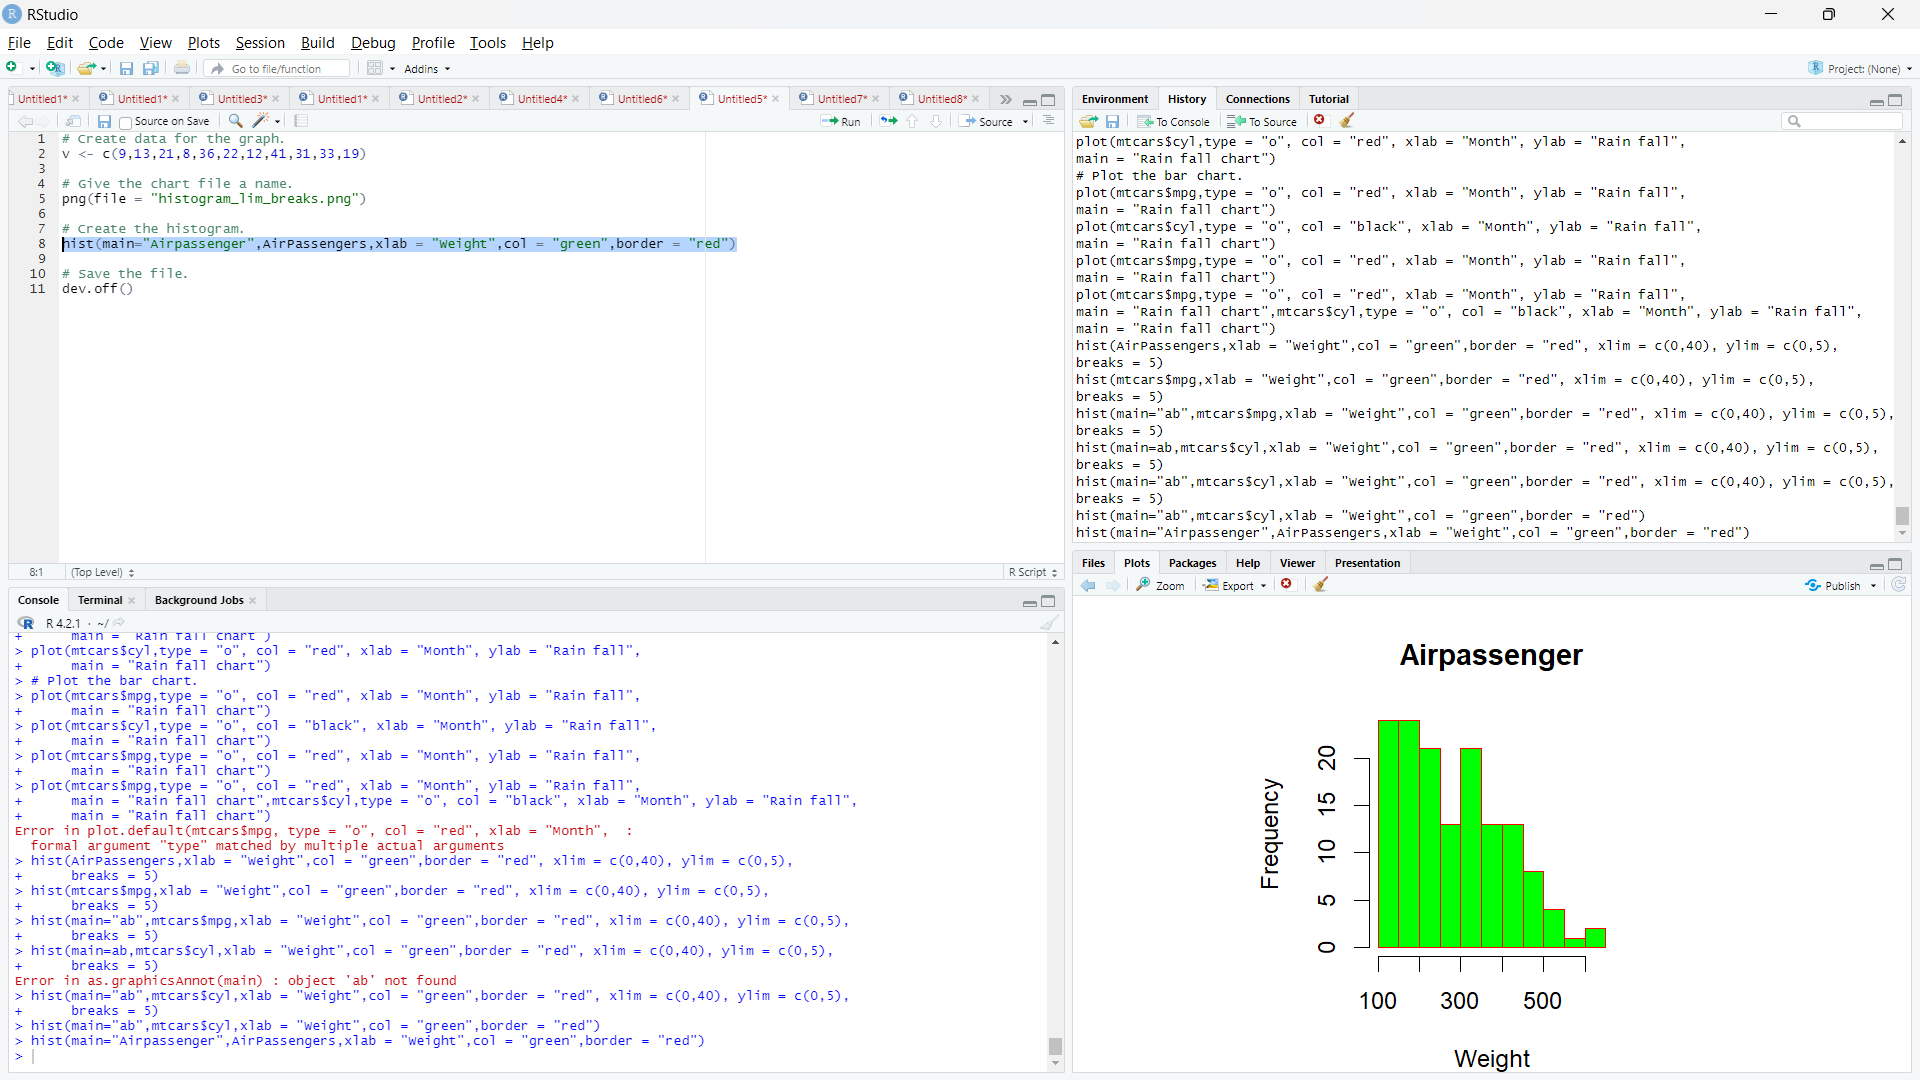 RStudio
File Edit Code View Plots Session Build Debug Profile Tools Help
Go to file/function Addins Project: (None)
Untitled1* Untitled1* Untitled3* Untitled1* Untitled2* Untitled4* Untitled6* Untitled5* Untitled7* Untitled8*
Source on Save Run Source
1 # Create data for the graph.
2 v <- c(9,13,21,8,36,22,12,41,31,33,19)
3
4 # Give the chart file a name.
5 png(file = "histogram_lim_breaks.png")
6
7 # Create the histogram.
8 hist(main="Airpassenger",AirPassengers,xlab = "Weight",col = "green",border = "red")
9
10 # Save the file.
11 dev.off()
8:1 (Top Level) R Script
Console Terminal Background Jobs
R 4.2.1 · ~/
+ main = "Rain fall chart")
> plot(mtcars$cyl,type = "o", col = "red", xlab = "Month", ylab = "Rain fall",
+ main = "Rain fall chart")
> # Plot the bar chart.
> plot(mtcars$mpg,type = "o", col = "red", xlab = "Month", ylab = "Rain fall",
+ main = "Rain fall chart")
> plot(mtcars$cyl,type = "o", col = "black", xlab = "Month", ylab = "Rain fall",
+ main = "Rain fall chart")
> plot(mtcars$mpg,type = "o", col = "red", xlab = "Month", ylab = "Rain fall",
+ main = "Rain fall chart")
> plot(mtcars$mpg,type = "o", col = "red", xlab = "Month", ylab = "Rain fall",
+ main = "Rain fall chart",mtcars$cyl,type = "o", col = "black", xlab = "Month", ylab = "Rain fall",
+ main = "Rain fall chart")
Error in plot.default(mtcars$mpg, type = "o", col = "red", xlab = "Month", :
formal argument "type" matched by multiple actual arguments
> hist(AirPassengers,xlab = "Weight",col = "green",border = "red", xlim = c(0,40), ylim = c(0,5),
+ breaks = 5)
> hist(mtcars$mpg,xlab = "Weight",col = "green",border = "red", xlim = c(0,40), ylim = c(0,5),
+ breaks = 5)
> hist(main="ab",mtcars$mpg,xlab = "Weight",col = "green",border = "red", xlim = c(0,40), ylim = c(0,5),
+ breaks = 5)
> hist(main=ab,mtcars$cyl,xlab = "Weight",col = "green",border = "red", xlim = c(0,40), ylim = c(0,5),
+ breaks = 5)
Error in as.graphicsAnnot(main) : object 'ab' not found
> hist(main="ab",mtcars$cyl,xlab = "Weight",col = "green",border = "red", xlim = c(0,40), ylim = c(0,5),
+ breaks = 5)
> hist(main="ab",mtcars$cyl,xlab = "Weight",col = "green",border = "red")
> hist(main="Airpassenger",AirPassengers,xlab = "Weight",col = "green",border = "red")
>
Environment History Connections Tutorial
To Console To Source
plot(mtcars$cyl,type = "o", col = "red", xlab = "Month", ylab = "Rain fall",
main = "Rain fall chart")
# Plot the bar chart.
plot(mtcars$mpg,type = "o", col = "red", xlab = "Month", ylab = "Rain fall",
main = "Rain fall chart")
plot(mtcars$cyl,type = "o", col = "black", xlab = "Month", ylab = "Rain fall",
main = "Rain fall chart")
plot(mtcars$mpg,type = "o", col = "red", xlab = "Month", ylab = "Rain fall",
main = "Rain fall chart")
plot(mtcars$mpg,type = "o", col = "red", xlab = "Month", ylab = "Rain fall",
main = "Rain fall chart",mtcars$cyl,type = "o", col = "black", xlab = "Month", ylab = "Rain fall",
main = "Rain fall chart")
hist(AirPassengers,xlab = "Weight",col = "green",border = "red", xlim = c(0,40), ylim = c(0,5),
breaks = 5)
hist(mtcars$mpg,xlab = "Weight",col = "green",border = "red", xlim = c(0,40), ylim = c(0,5),
breaks = 5)
hist(main="ab",mtcars$mpg,xlab = "Weight",col = "green",border = "red", xlim = c(0,40), ylim = c(0,5),
breaks = 5)
hist(main=ab,mtcars$cyl,xlab = "Weight",col = "green",border = "red", xlim = c(0,40), ylim = c(0,5),
breaks = 5)
hist(main="ab",mtcars$cyl,xlab = "Weight",col = "green",border = "red", xlim = c(0,40), ylim = c(0,5),
breaks = 5)
hist(main="ab",mtcars$cyl,xlab = "Weight",col = "green",border = "red")
hist(main="Airpassenger",AirPassengers,xlab = "Weight",col = "green",border = "red")
Files Plots Packages Help Viewer Presentation
Zoom Export Publish
Airpassenger
Frequency
20
15
10
5
0
100 300 500
Weight